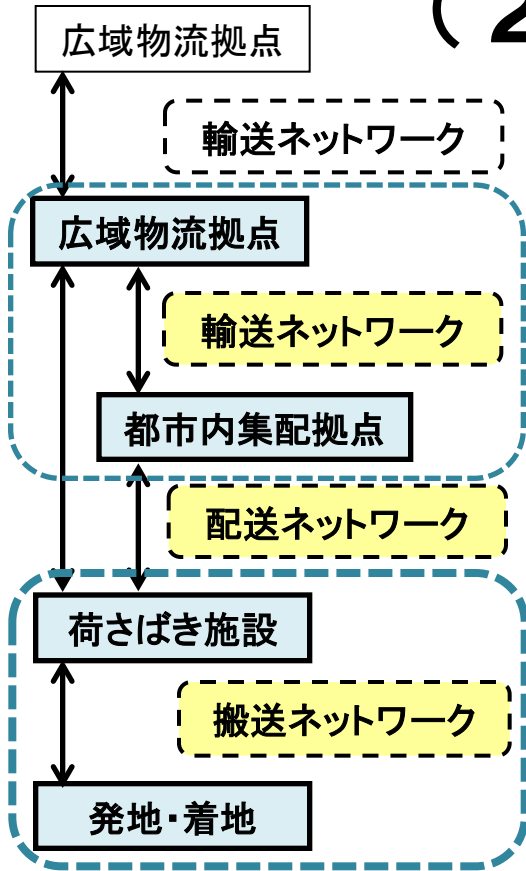 (2
広域物流拠点
輸送ネットワーク
広域物流拠点
輸送ネットワーク
都市内集配拠点
配送ネットワーク
荷さばき施設
搬送ネットワーク
発地・着地